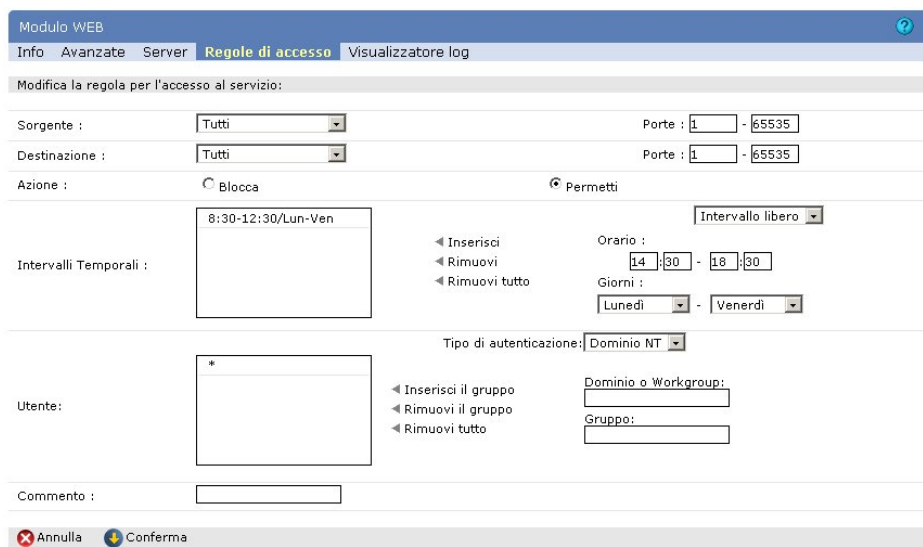 Modulo WEB ?
Info Avanzate Server Regole di accesso Visualizzatore log
Modifica la regola per l'accesso al servizio:
Sorgente : Tutti Porte : 1 - 65535
Destinazione : Tutti Porte : 1 - 65535
Azione : Blocca Permetti
8:30-12:30/Lun-Ven Intervallo libero
Inserisci Orario :
Intervalli Temporali : Rimuovi 14 :30 - 18 :30
Rimuovi tutto Giorni :
Lunedì - Venerdì
Tipo di autenticazione: Dominio NT
*
Inserisci il gruppo Dominio o Workgroup:
Utente: Rimuovi il gruppo
Rimuovi tutto Gruppo:
Commento :
Annulla Conferma